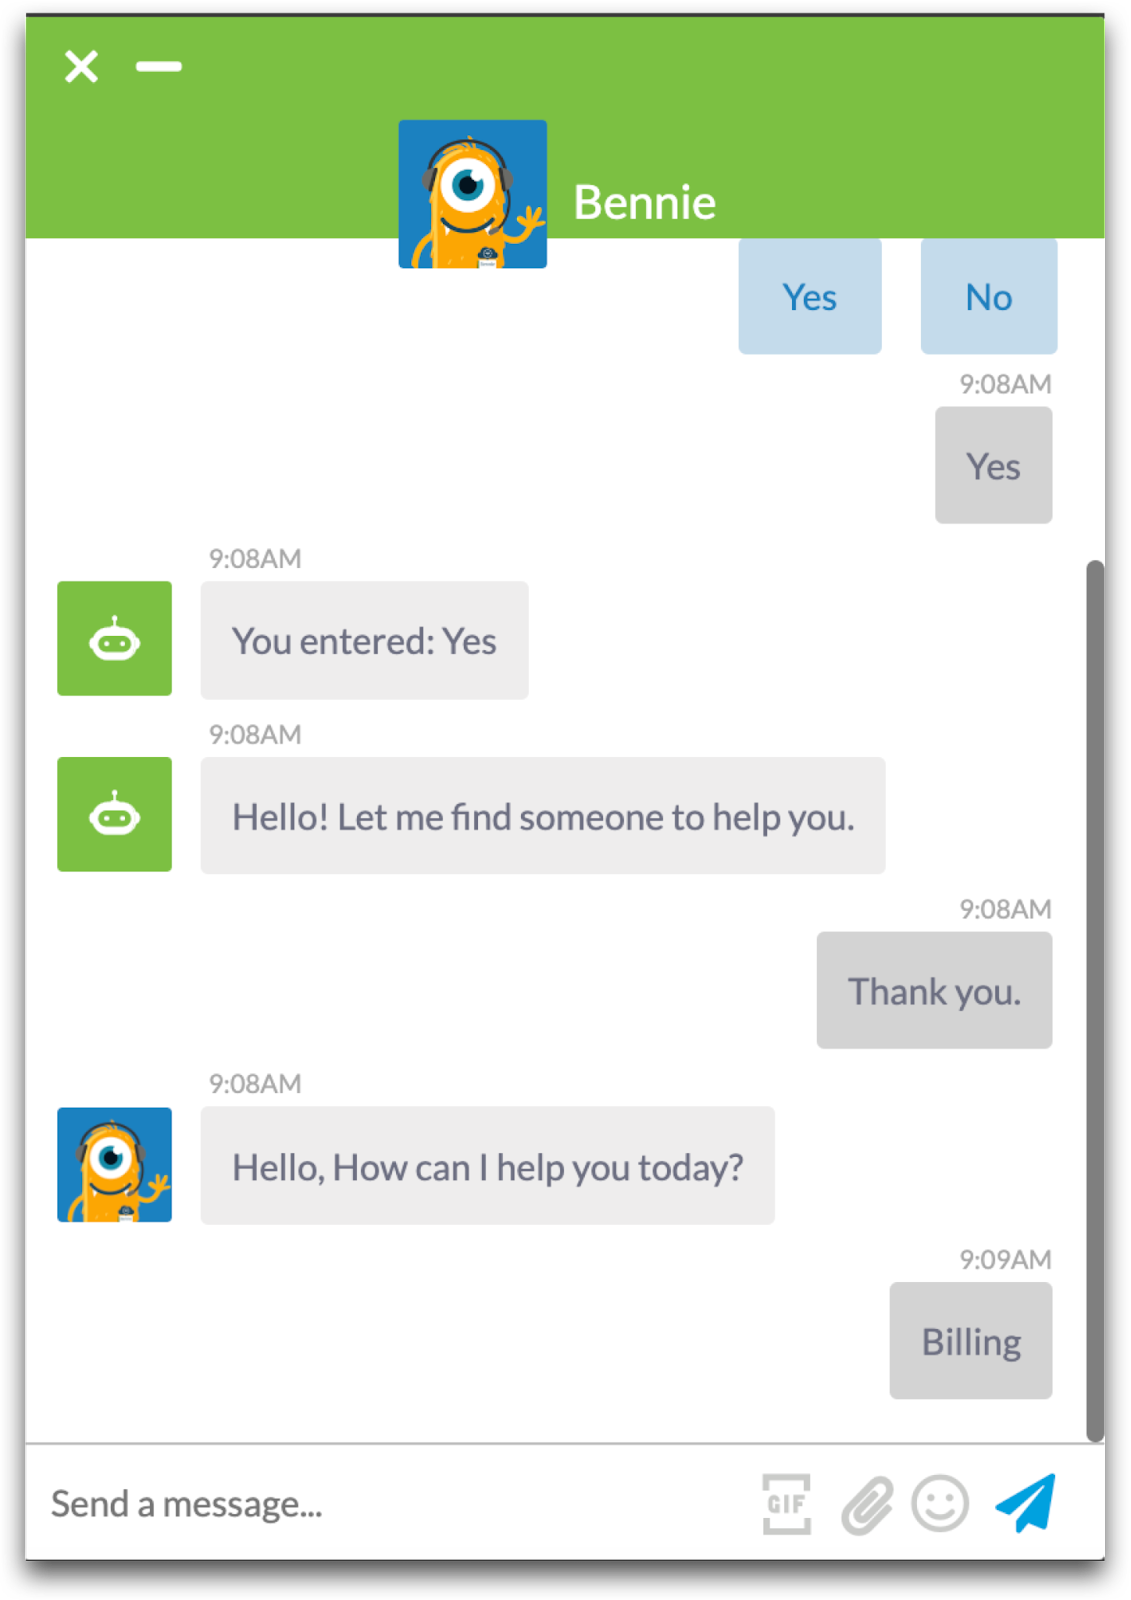 Bennie
Yes
No
9:08AM
Yes
9:08AM
You entered: Yes
9:08AM
Hello! Let me find someone to help you.
9:08AM
Thank you.
9:08AM
Hello, How can I help you today?
9:09AM
Billing
Send a message...
GIF